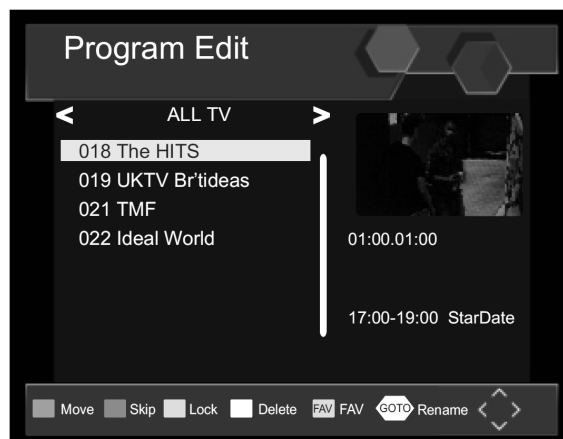 Program Edit
< ALL TV >
018 The HITS
019 UKTV Br'tideas
021 TMF
022 Ideal World
01:00.01:00
17:00-19:00 StarDate
Move Skip Lock Delete FAV FAV GOTO Rename